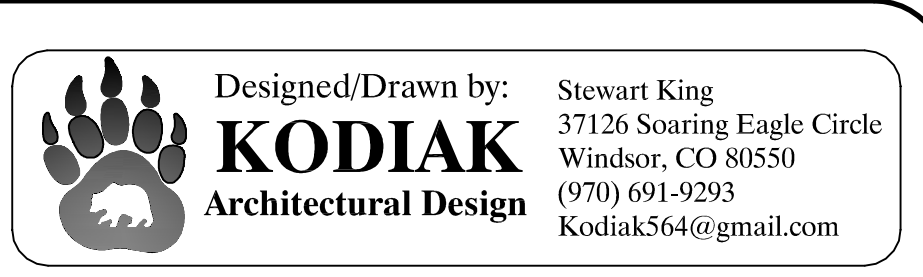 Designed/Drawn by:
KODIAK
Architectural Design
Stewart King
37126 Soaring Eagle Circle
Windsor, CO 80550
(970) 691-9293
Kodiak564@gmail.com